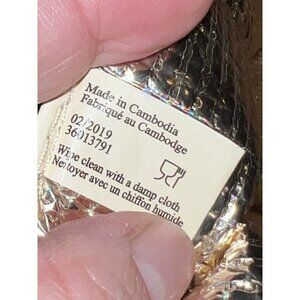 Made in Cambodia
Fabriqué au Cambodge
02/2019
36013791
Wipe clean with a damp cloth
Nettoyer avec un chiffon humide